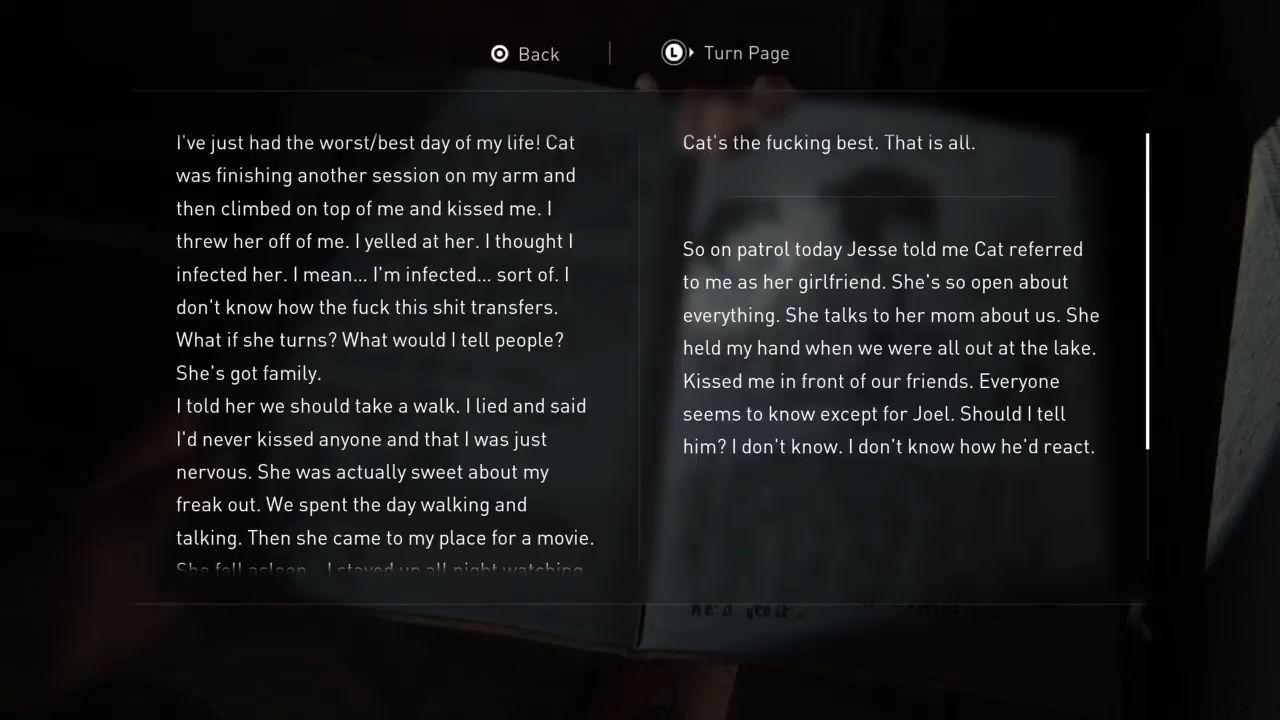 Back
L
Turn Page
I've just had the worst/best day of my life! Cat
was finishing another session on my arm and
then climbed on top of me and kissed me. I
threw her off of me. I yelled at her. I thought I
infected her. I mean... I'm infected... sort of. I
don't know how the fuck this shit transfers.
What if she turns? What would I tell people?
She's got family.
I told her we should take a walk. I lied and said
I'd never kissed anyone and that I was just
nervous. She was actually sweet about my
freak out. We spent the day walking and
talking. Then she came to my place for a movie.
She fell asleep... I stayed up all night watching
Cat's the fucking best. That is all.
So on patrol today Jesse told me Cat referred
to me as her girlfriend. She's so open about
everything. She talks to her mom about us. She
held my hand when we were all out at the lake.
Kissed me in front of our friends. Everyone
seems to know except for Joel. Should I tell
him? I don't know. I don't know how he'd react.